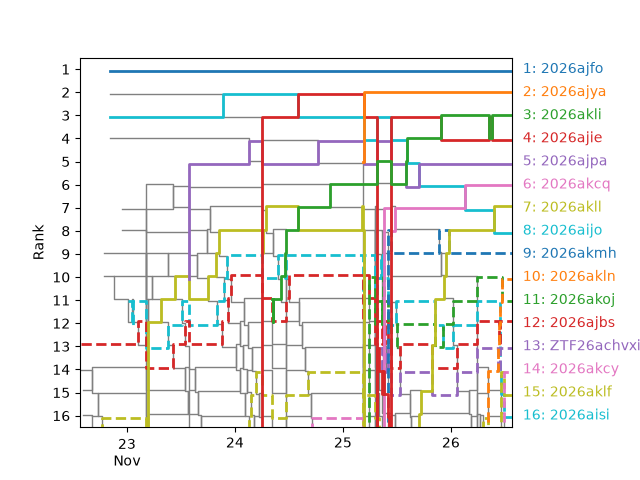 1
2
3
4
5
6
7
8
9
10
11
12
13
14
15
16
Rank
23
24
25
26
Nov
1: 2026ajfo
2: 2026ajya
3: 2026akli
4: 2026ajie
5: 2026ajpa
6: 2026akcq
7: 2026akll
8: 2026aijo
9: 2026akmh
10: 2026akln
11: 2026akoj
12: 2026ajbs
13: ZTF26achvxi
14: 2026akcy
15: 2026aklf
16: 2026aisi